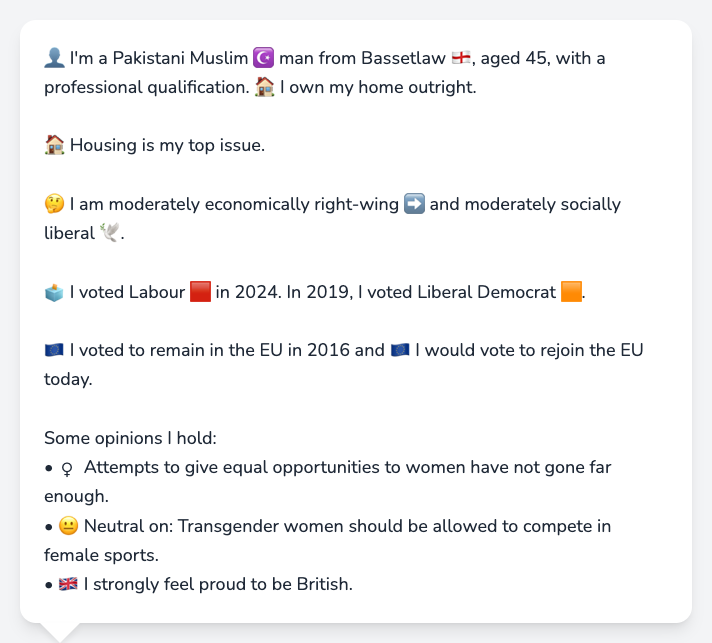 👤 I'm a Pakistani Muslim ☪️ man from Bassetlaw 🏴󠁧󠁢󠁥󠁮󠁧󠁿, aged 45, with a
professional qualification. 🏠 I own my home outright.
🏠 Housing is my top issue.
🤔 I am moderately economically right-wing ➡️ and moderately socially
liberal 🕊️.
🗳️ I voted Labour 🟥 in 2024. In 2019, I voted Liberal Democrat 🟧.
🇪🇺 I voted to remain in the EU in 2016 and 🇪🇺 I would vote to rejoin the EU
today.
Some opinions I hold:
• ♀ Attempts to give equal opportunities to women have not gone far
enough.
• 😐 Neutral on: Transgender women should be allowed to compete in
female sports.
• 🇬🇧 I strongly feel proud to be British.